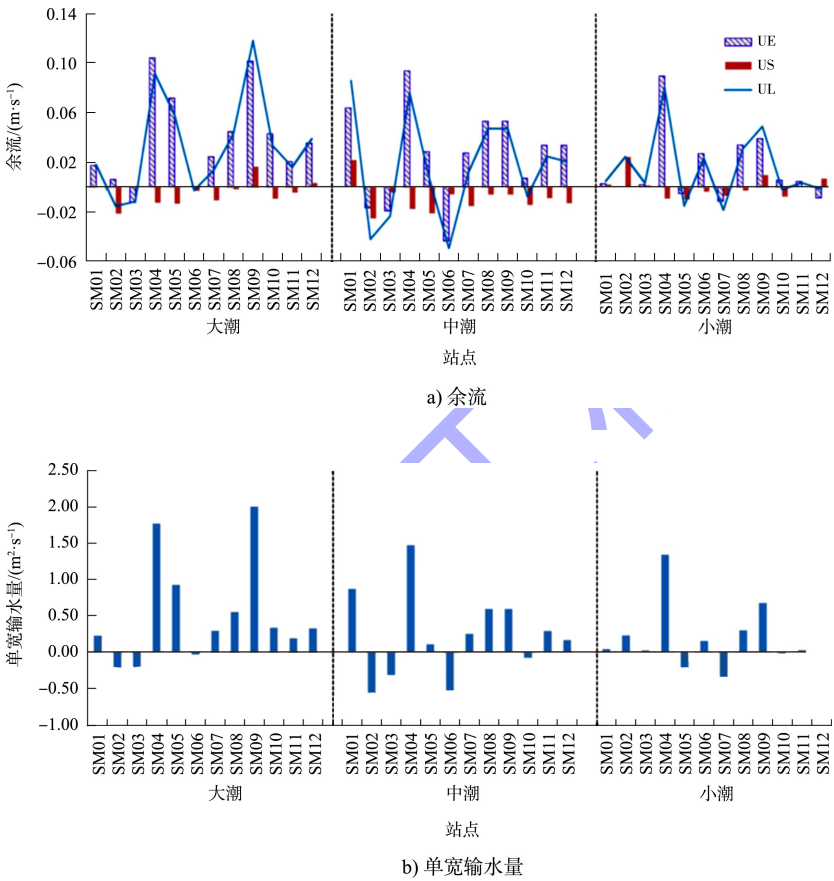 0.14
0.10
0.06
0.02
−0.02
−0.06
余流/(m·s⁻¹)
UE
US
UL
SM01 SM02 SM03 SM04 SM05 SM06 SM07 SM08 SM09 SM10 SM11 SM12 SM01 SM02 SM03 SM04 SM05 SM06 SM07 SM08 SM09 SM10 SM11 SM12 SM01 SM02 SM03 SM04 SM05 SM06 SM07 SM08 SM09 SM10 SM11 SM12
大潮 中潮 小潮
站点
a) 余流
2.50
2.00
1.50
1.00
0.50
0.00
−0.50
−1.00
单宽输水量/(m²·s⁻¹)
SM01 SM02 SM03 SM04 SM05 SM06 SM07 SM08 SM09 SM10 SM11 SM12 SM01 SM02 SM03 SM04 SM05 SM06 SM07 SM08 SM09 SM10 SM11 SM12 SM01 SM02 SM03 SM04 SM05 SM06 SM07 SM08 SM09 SM10 SM11 SM12
大潮 中潮 小潮
站点
b) 单宽输水量